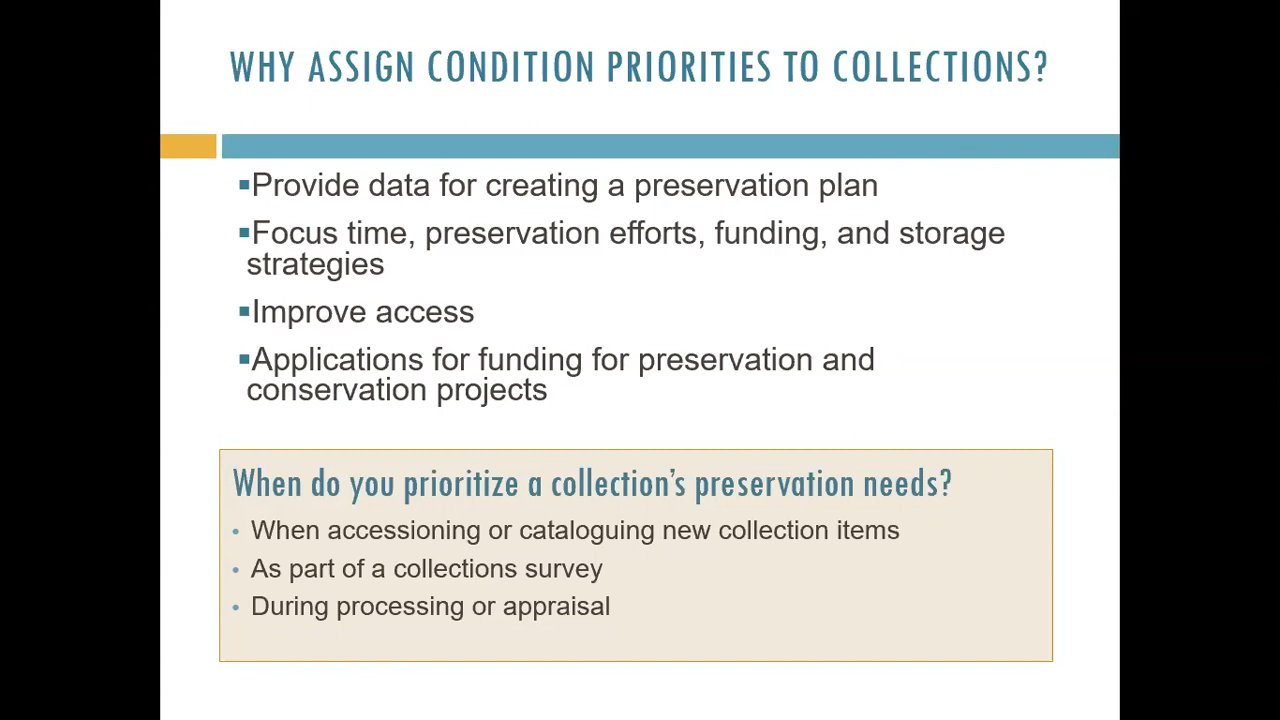 WHY ASSIGN CONDITION PRIORITIES TO COLLECTIONS?
▪Provide data for creating a preservation plan
▪Focus time, preservation efforts, funding, and storage
strategies
▪Improve access
▪Applications for funding for preservation and
conservation projects
When do you prioritize a collection's preservation needs?
• When accessioning or cataloguing new collection items
• As part of a collections survey
• During processing or appraisal